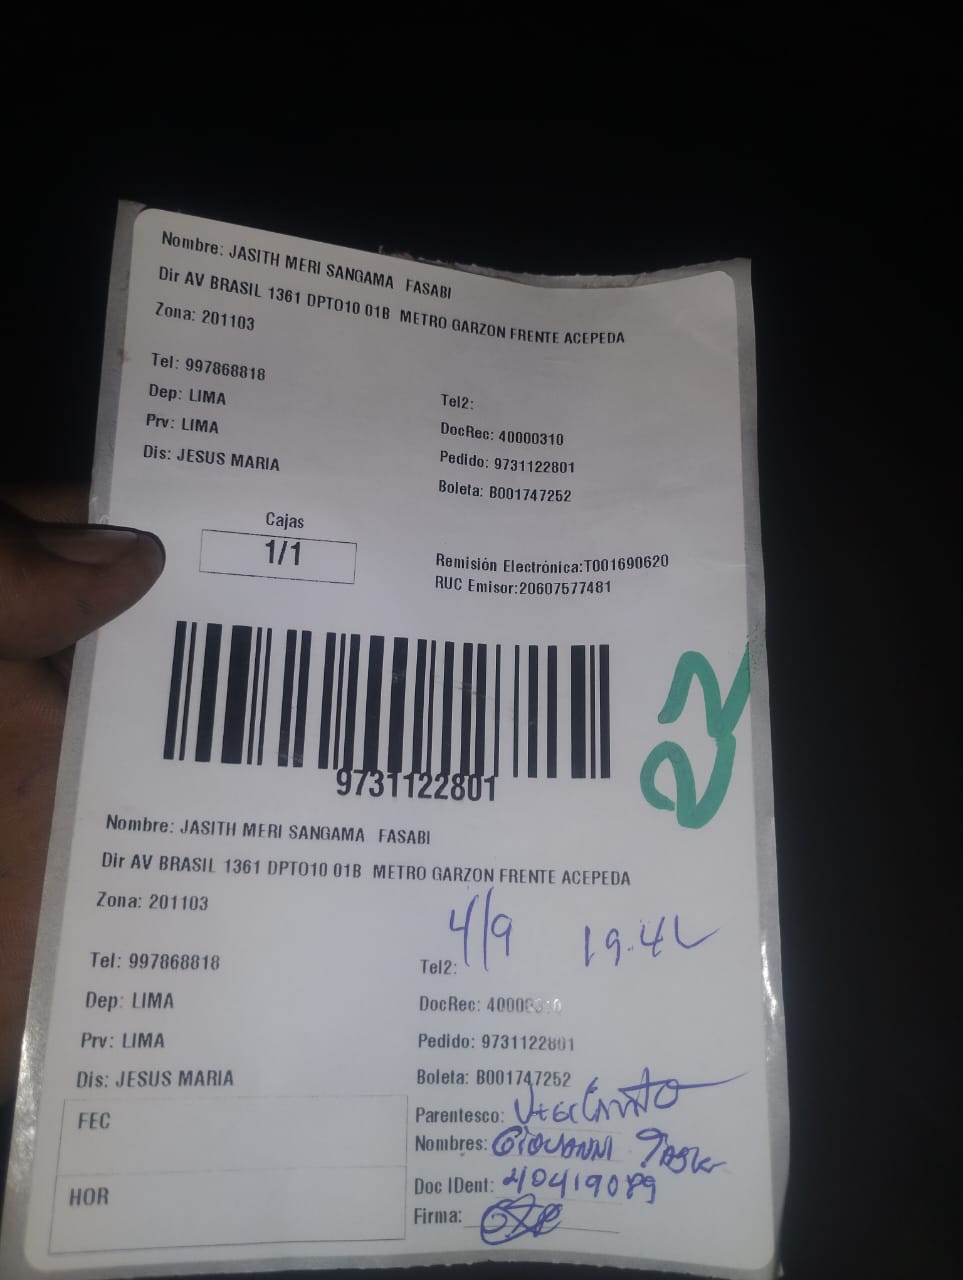 Nombre: JASITH MERI SANGAMA FASABI
Dir AV BRASIL 1361 DPTO10 01B METRO GARZON FRENTE ACEPEDA
Zona: 201103
Tel: 997868818
Tel2:
Dep: LIMA
DocRec: 40000310
Prv: LIMA
Pedido: 9731122801
Dis: JESUS MARIA
Boleta: B001747252
Cajas
1/1
Remisión Electrónica:T001690620
RUC Emisor:20607577481
22
9731122801
Nombre: JASITH MERI SANGAMA FASABI
Dir AV BRASIL 1361 DPTO10 01B METRO GARZON FRENTE ACEPEDA
Zona: 201103
4/9
Tel: 997868818
Tel2:
Dep: LIMA
DocRec: 40000310
Prv: LIMA
Pedido: 9731122801
Dis: JESUS MARIA
Boleta: B001747252
FEC
Parentesco:
Nombres: GIOVANNI
HOR
Doc IDent: 40419089
Firma: